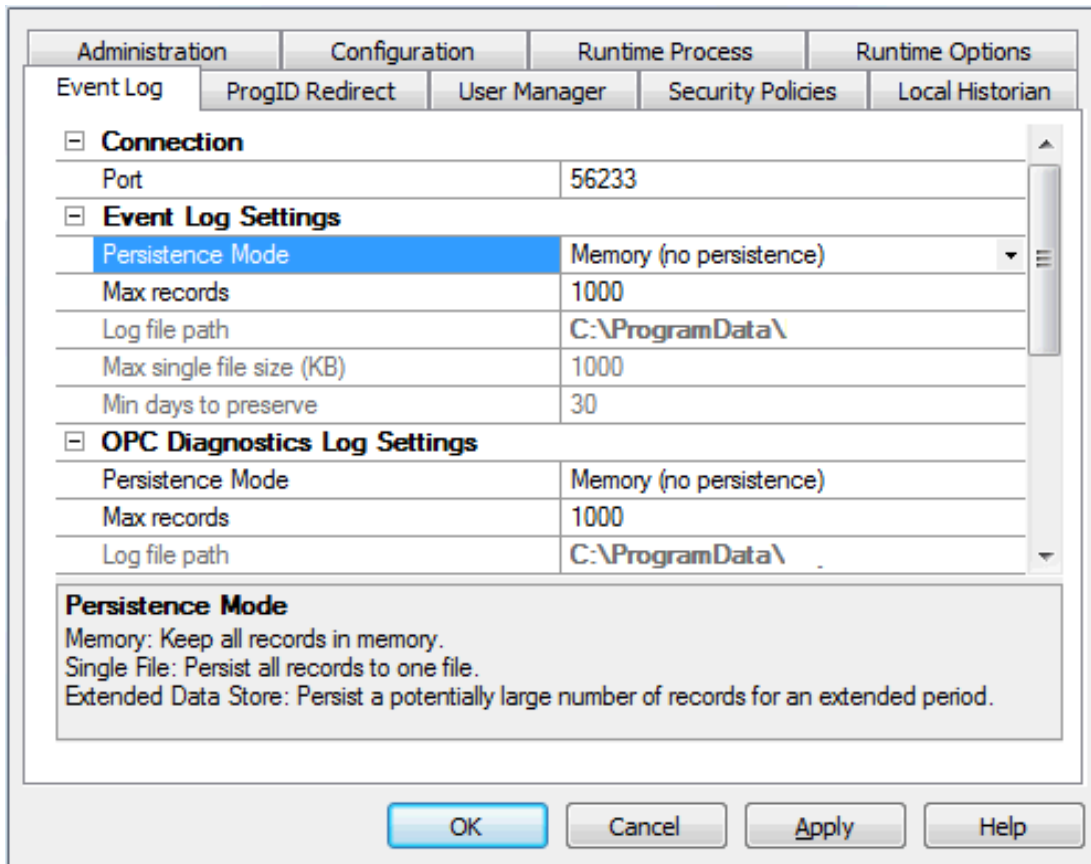 Administration Configuration Runtime Process Runtime Options
Event Log ProgID Redirect User Manager Security Policies Local Historian
Connection
Port 56233
Event Log Settings
Persistence Mode Memory (no persistence)
Max records 1000
Log file path C:\ProgramData\
Max single file size (KB) 1000
Min days to preserve 30
OPC Diagnostics Log Settings
Persistence Mode Memory (no persistence)
Max records 1000
Log file path C:\ProgramData\
Persistence Mode
Memory: Keep all records in memory.
Single File: Persist all records to one file.
Extended Data Store: Persist a potentially large number of records for an extended period.
OK Cancel Apply Help